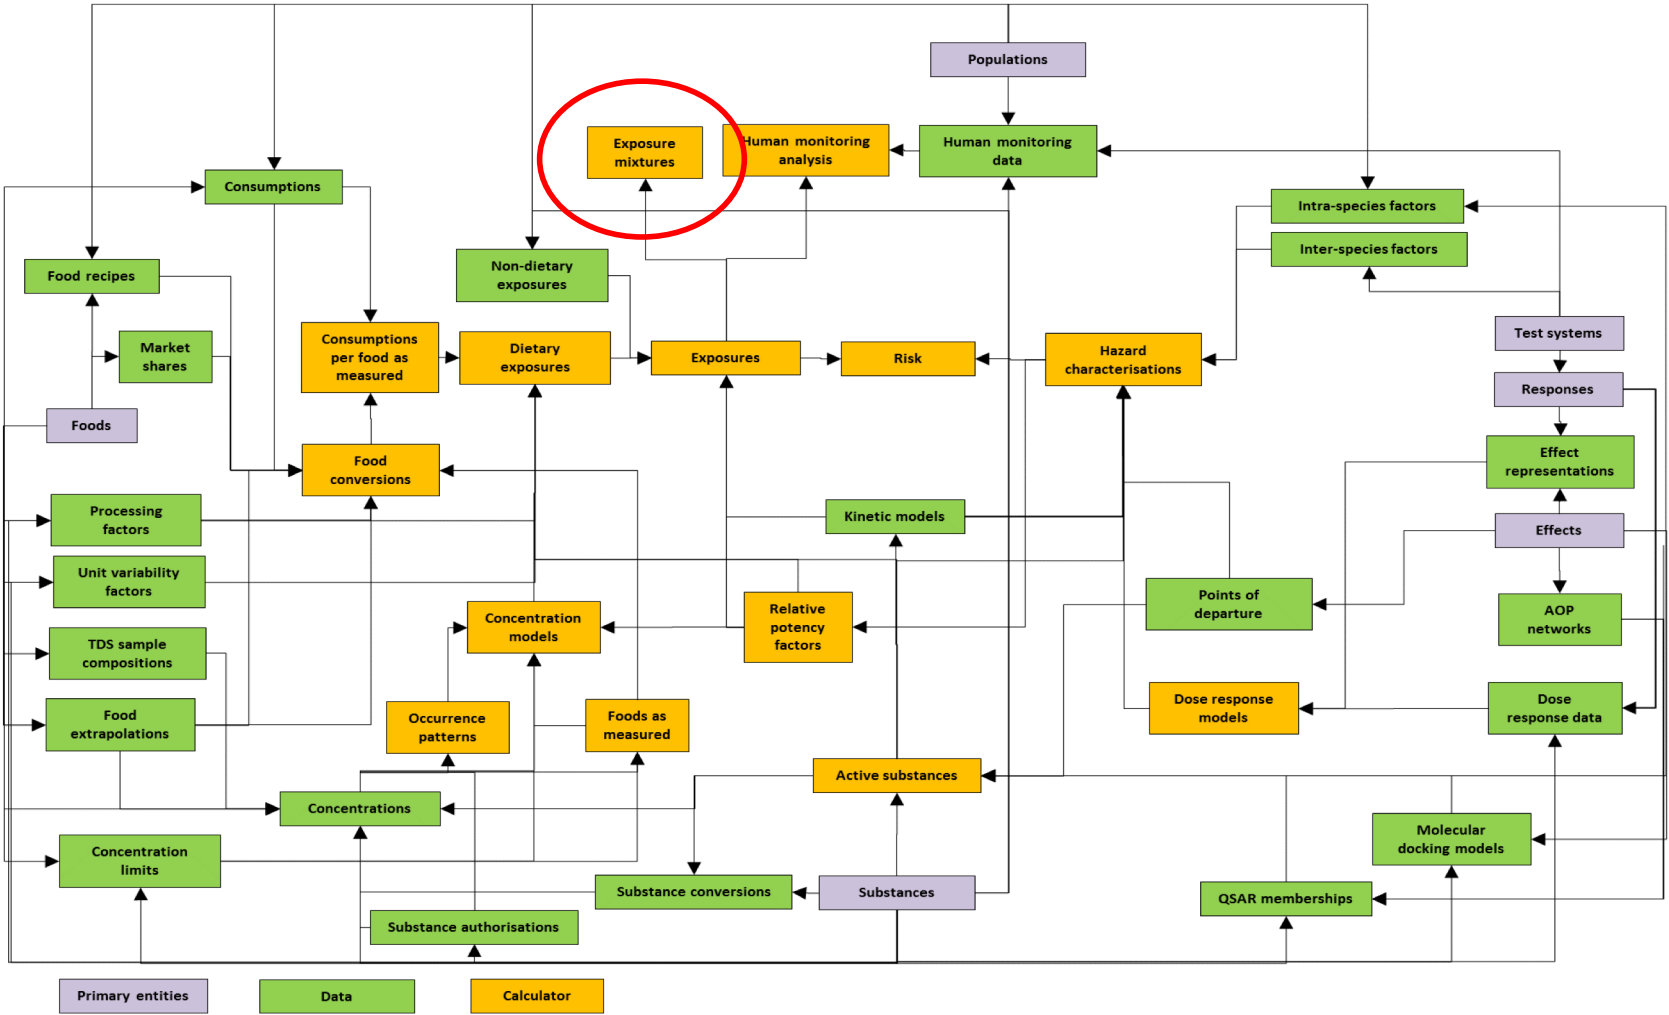 Populations
Exposure
mixtures
Human monitoring
analysis
Human monitoring
data
Consumptions
Intra-species factors
Inter-species factors
Food recipes
Non-dietary
exposures
Market
shares
Consumptions
per food as
measured
Dietary
exposures
Exposures
Risk
Hazard
characterisations
Test systems
Responses
Foods
Food
conversions
Effect
representations
Processing
factors
Kinetic models
Effects
Unit variability
factors
Points of
departure
AOP
networks
Concentration
models
Relative
potency
factors
TDS sample
compositions
Food
extrapolations
Occurrence
patterns
Foods as
measured
Dose response
models
Dose
response data
Active substances
Concentrations
Molecular
docking models
Concentration
limits
Substance conversions
Substances
QSAR memberships
Substance authorisations
Primary entities
Data
Calculator